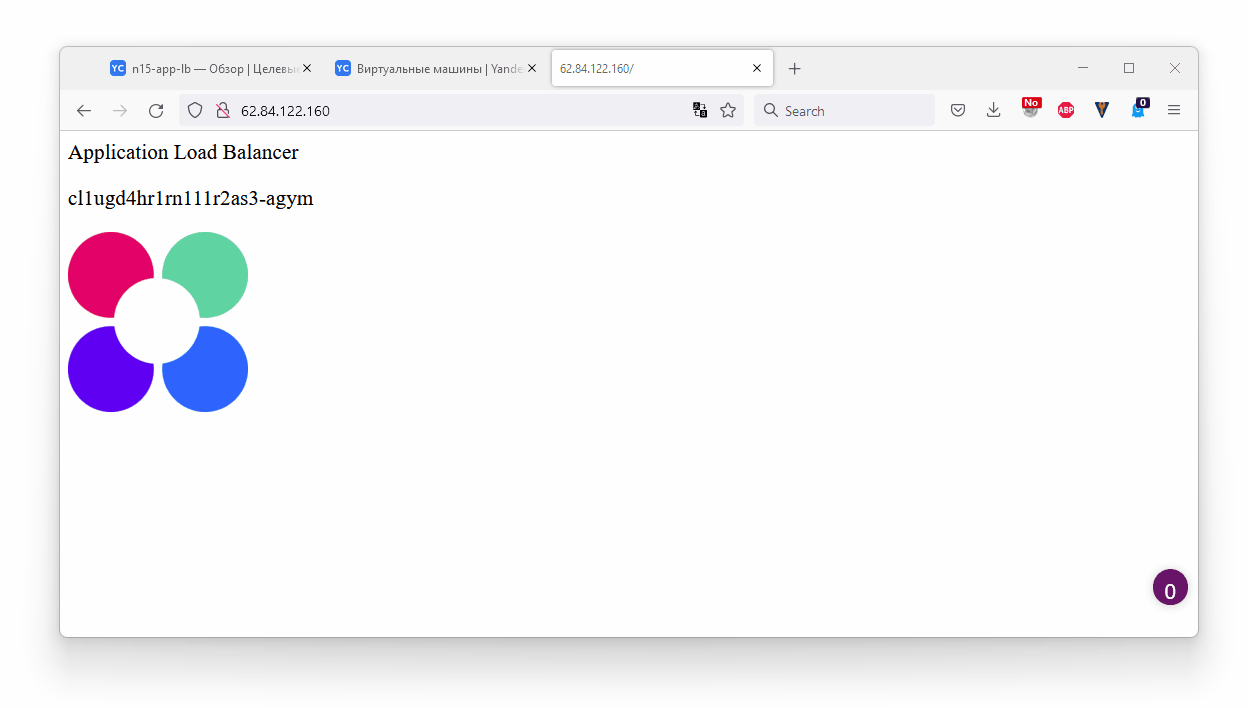 YC n15-app-lb — Обзор | Целевые
YC Виртуальные машины | Yande
62.84.122.160/
62.84.122.160
Search
No
ABP
0
Application Load Balancer
cl1ugd4hr1rn111r2as3-agym
0